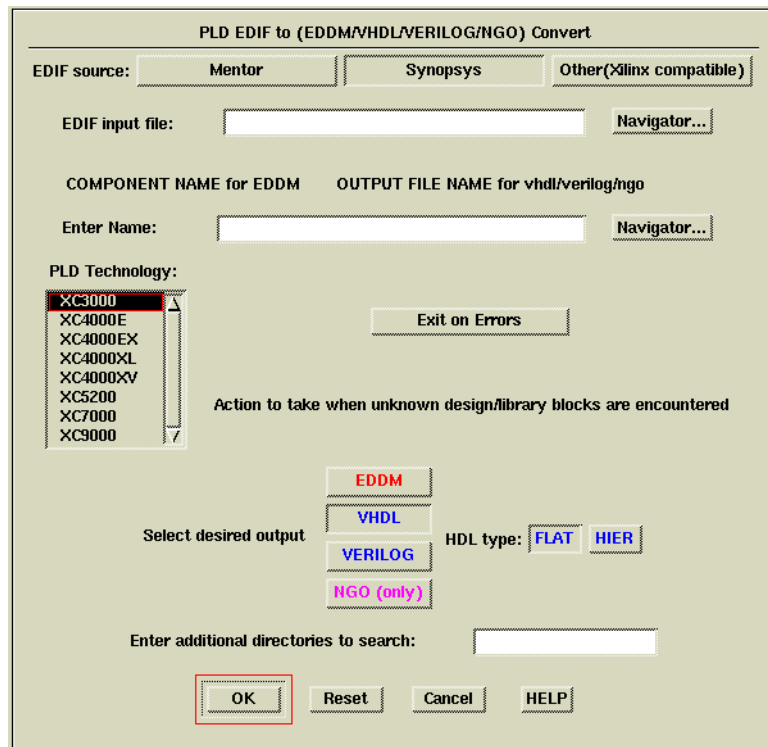 PLD EDIF to (EDDM/VHDL/VERILOG/NGO) Convert
EDIF source: Mentor Synopsys Other(Xilinx compatible)
EDIF input file: Navigator...
COMPONENT NAME for EDDM OUTPUT FILE NAME for vhdl/verilog/ngo
Enter Name: Navigator...
PLD Technology:
XC3000
XC4000E
XC4000EX
XC4000XL
XC4000XV
XC5200
XC7000
XC9000
Exit on Errors
Action to take when unknown design/library blocks are encountered
Select desired output
EDDM
VHDL
VERILOG
NGO (only)
HDL type: FLAT HIER
Enter additional directories to search:
OK Reset Cancel HELP